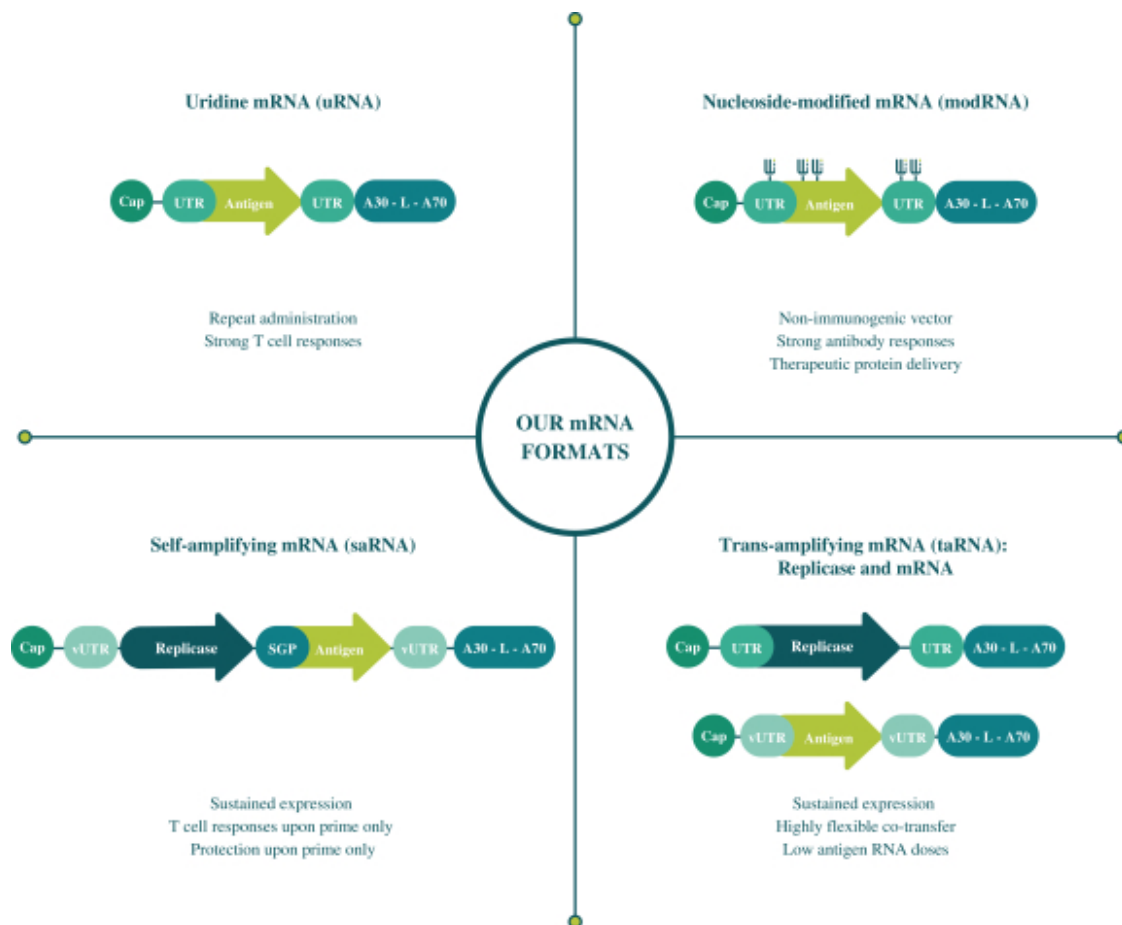 Uridine mRNA (uRNA)
Cap UTR Antigen UTR A30 - L - A70
Repeat administration
Strong T cell responses
Nucleoside-modified mRNA (modRNA)
Cap UTR Antigen UTR A30 - L - A70
Non-immunogenic vector
Strong antibody responses
Therapeutic protein delivery
OUR mRNA
FORMATS
Self-amplifying mRNA (saRNA)
Cap vUTR Replicase SGP Antigen vUTR A30 - L - A70
Sustained expression
T cell responses upon prime only
Protection upon prime only
Trans-amplifying mRNA (taRNA):
Replicase and mRNA
Cap UTR Replicase UTR A30 - L - A70
Cap vUTR Antigen vUTR A30 - L - A70
Sustained expression
Highly flexible co-transfer
Low antigen RNA doses